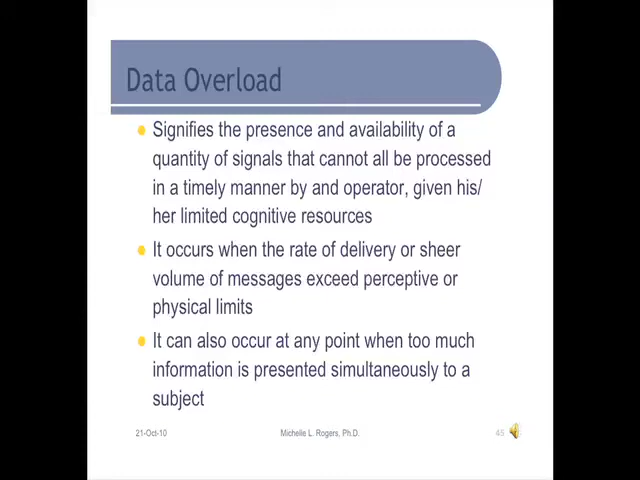 Data Overload
Signifies the presence and availability of a
quantity of signals that cannot all be processed
in a timely manner by and operator, given his/
her limited cognitive resources
It occurs when the rate of delivery or sheer
volume of messages exceed perceptive or
physical limits
It can also occur at any point when too much
information is presented simultaneously to a
subject
21-Oct-10 Michelle L. Rogers, Ph.D. 45